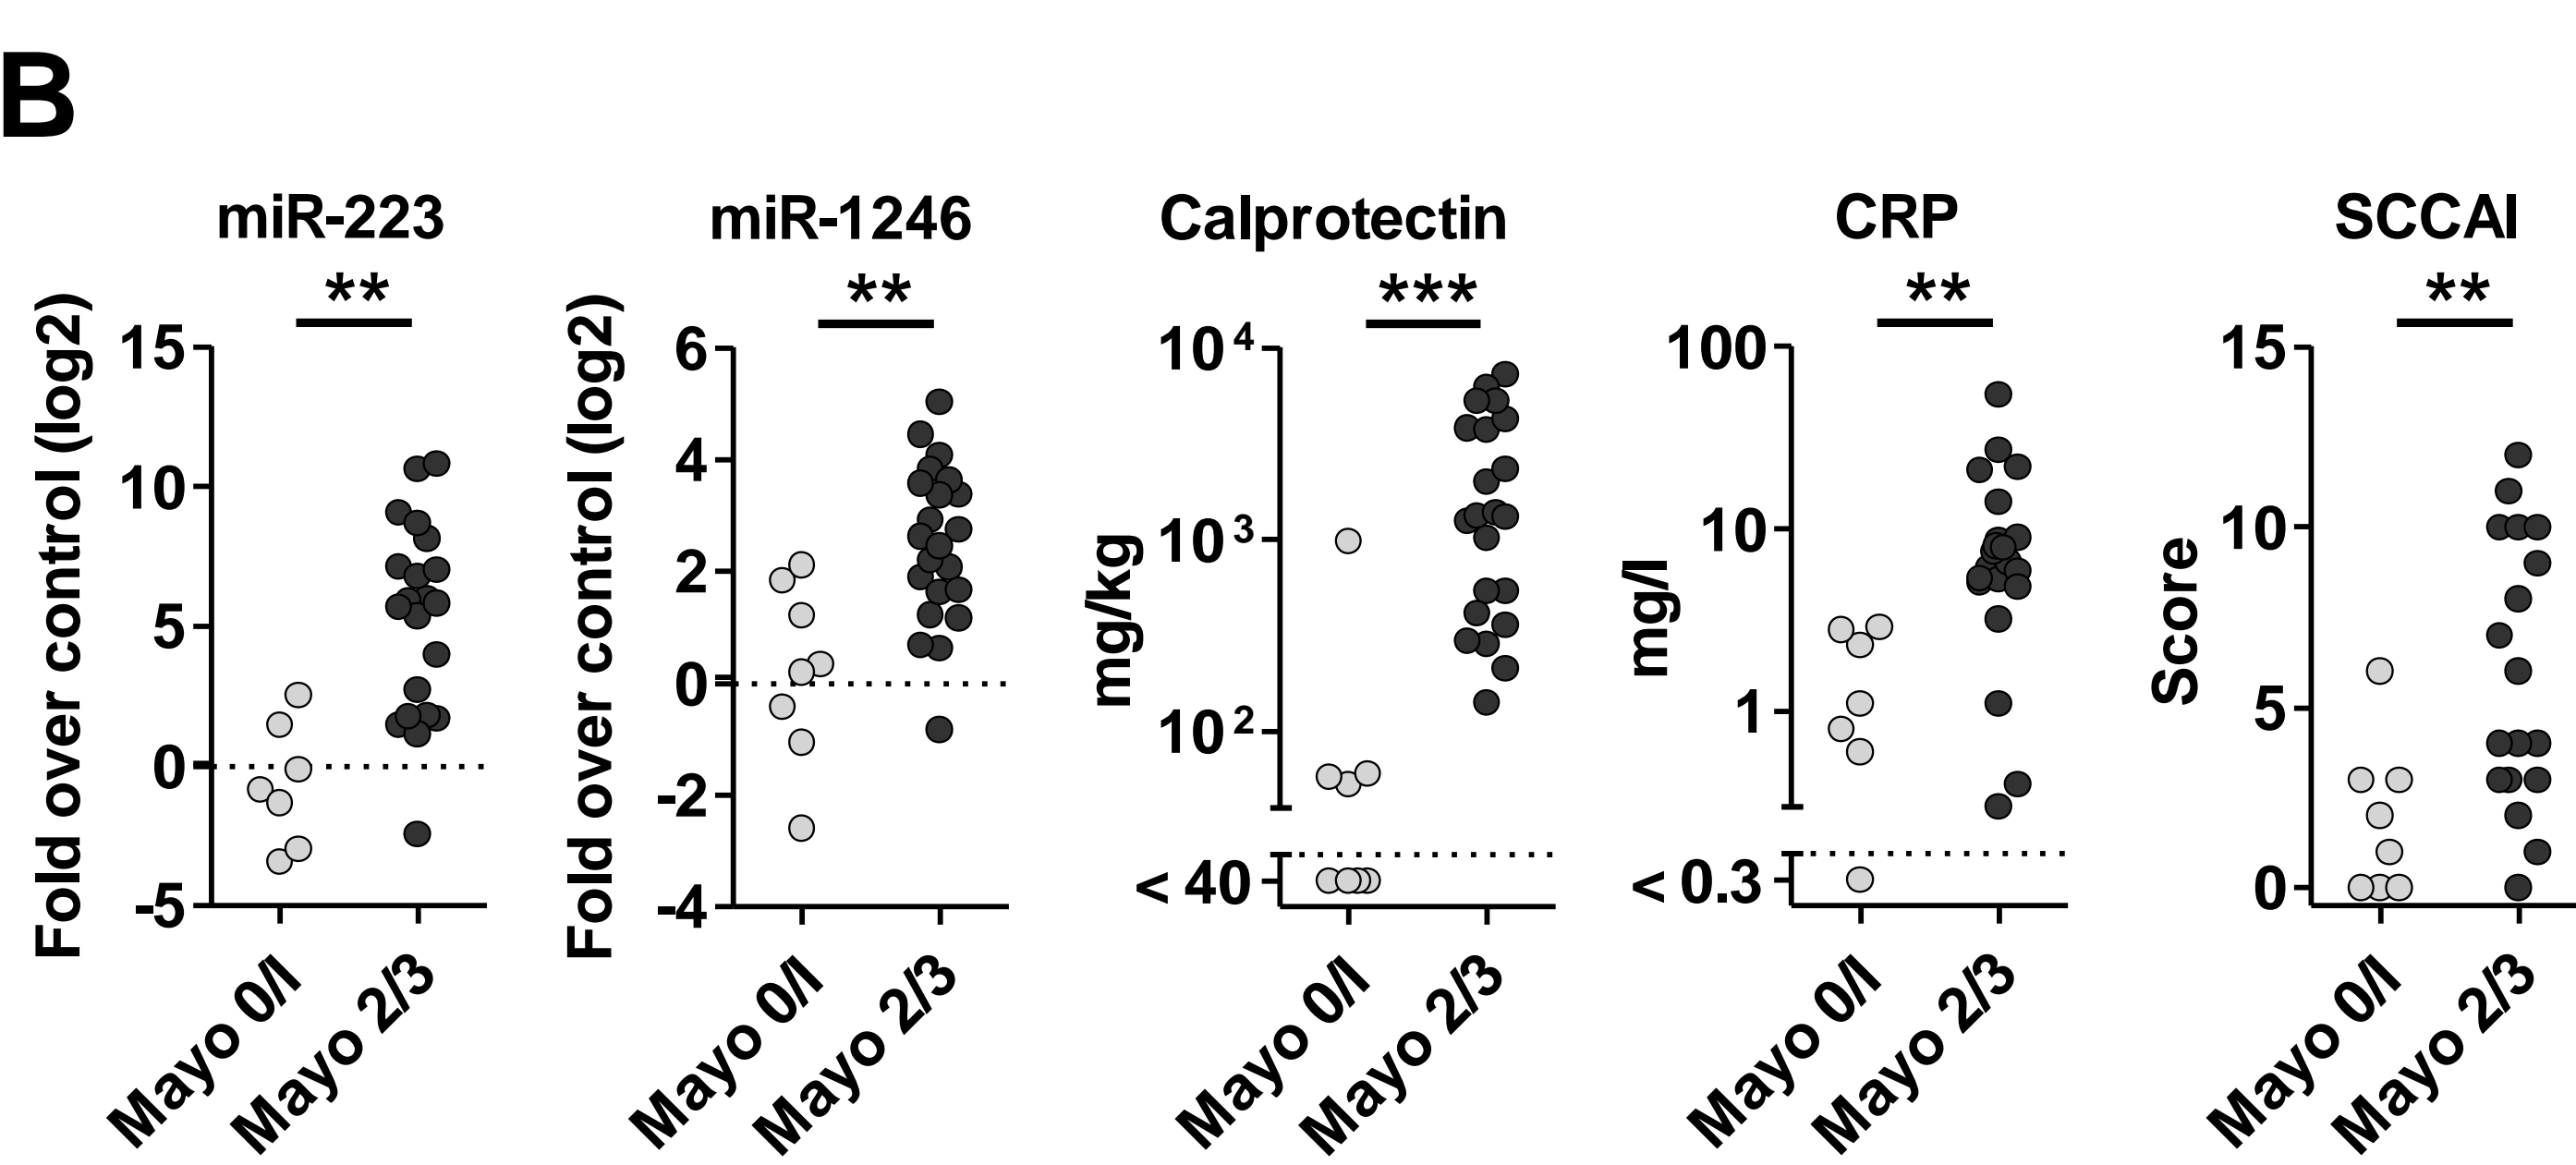 B
miR-223
**
Fold over control (log2)
15
10
5
0
-5
Mayo 0/I
Mayo 2/3
miR-1246
**
Fold over control (log2)
6
4
2
0
-2
-4
Mayo 0/I
Mayo 2/3
Calprotectin
***
mg/kg
10⁴
10³
10²
< 40
Mayo 0/I
Mayo 2/3
CRP
**
mg/l
100
10
1
< 0.3
Mayo 0/I
Mayo 2/3
SCCAI
**
Score
15
10
5
0
Mayo 0/I
Mayo 2/3